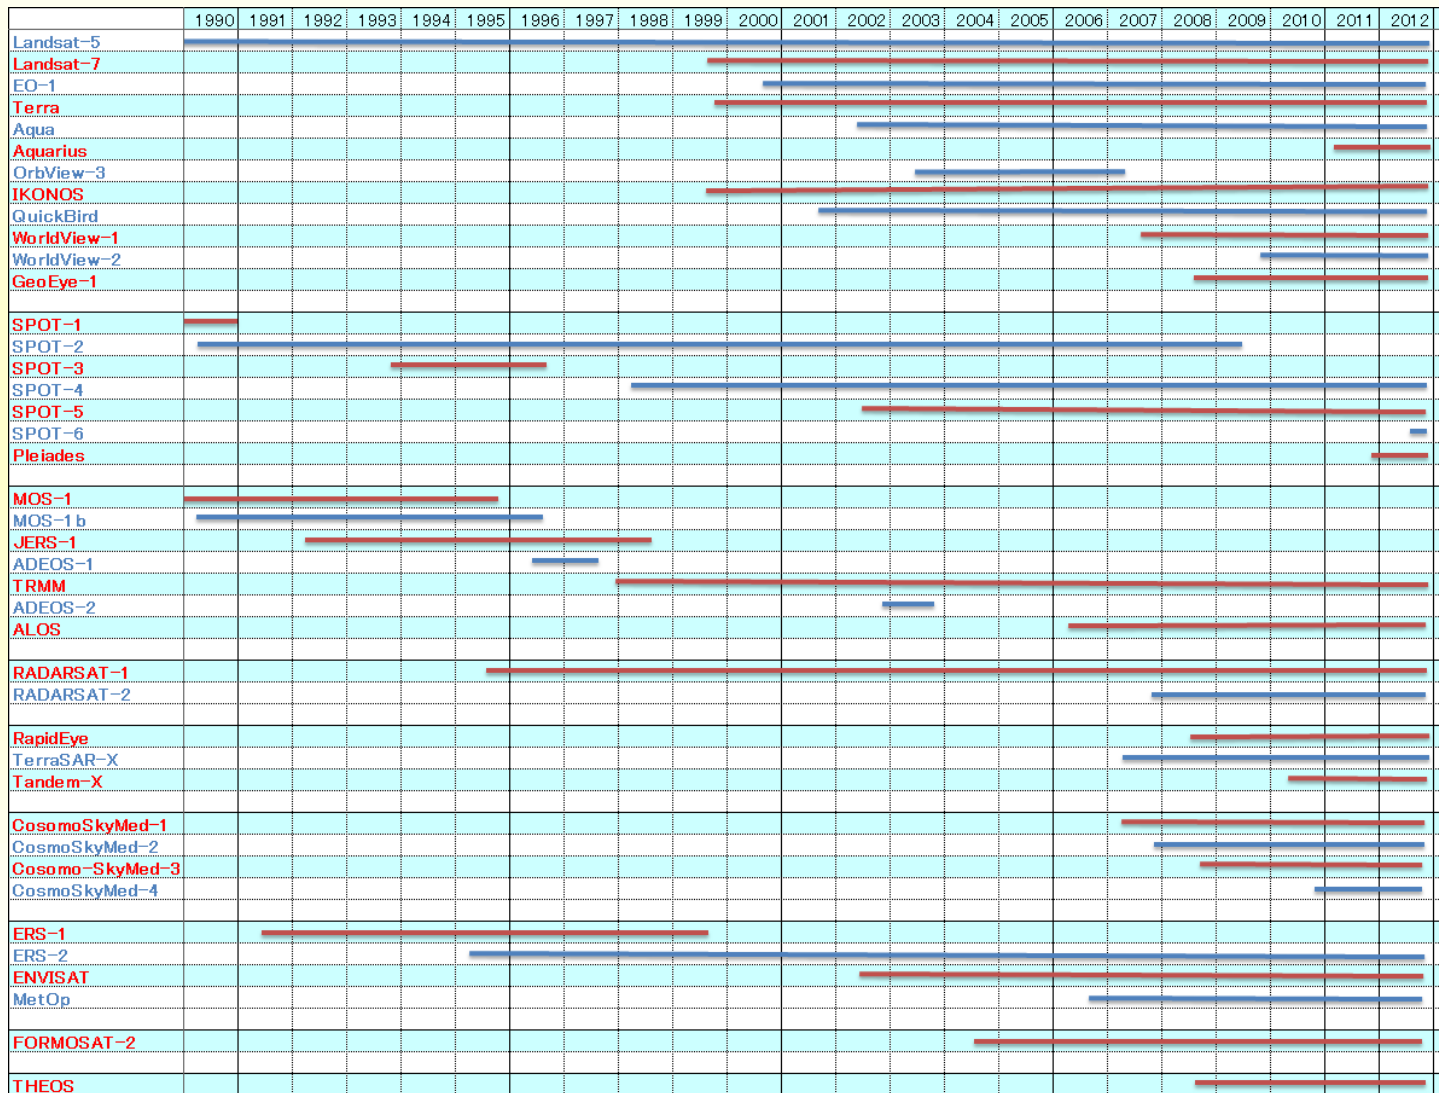 1990 1991 1992 1993 1994 1995 1996 1997 1998 1999 2000 2001 2002 2003 2004 2005 2006 2007 2008 2009 2010 2011 2012
Landsat-5
Landsat-7
EO-1
Terra
Aqua
Aquarius
OrbView-3
IKONOS
QuickBird
WorldView-1
WorldView-2
GeoEye-1
SPOT-1
SPOT-2
SPOT-3
SPOT-4
SPOT-5
SPOT-6
Pleiades
MOS-1
MOS-1b
JERS-1
ADEOS-1
TRMM
ADEOS-2
ALOS
RADARSAT-1
RADARSAT-2
RapidEye
TerraSAR-X
Tandem-X
CosomoSkyMed-1
CosmoSkyMed-2
Cosomo-SkyMed-3
CosmoSkyMed-4
ERS-1
ERS-2
ENVISAT
MetOp
FORMOSAT-2
THEOS